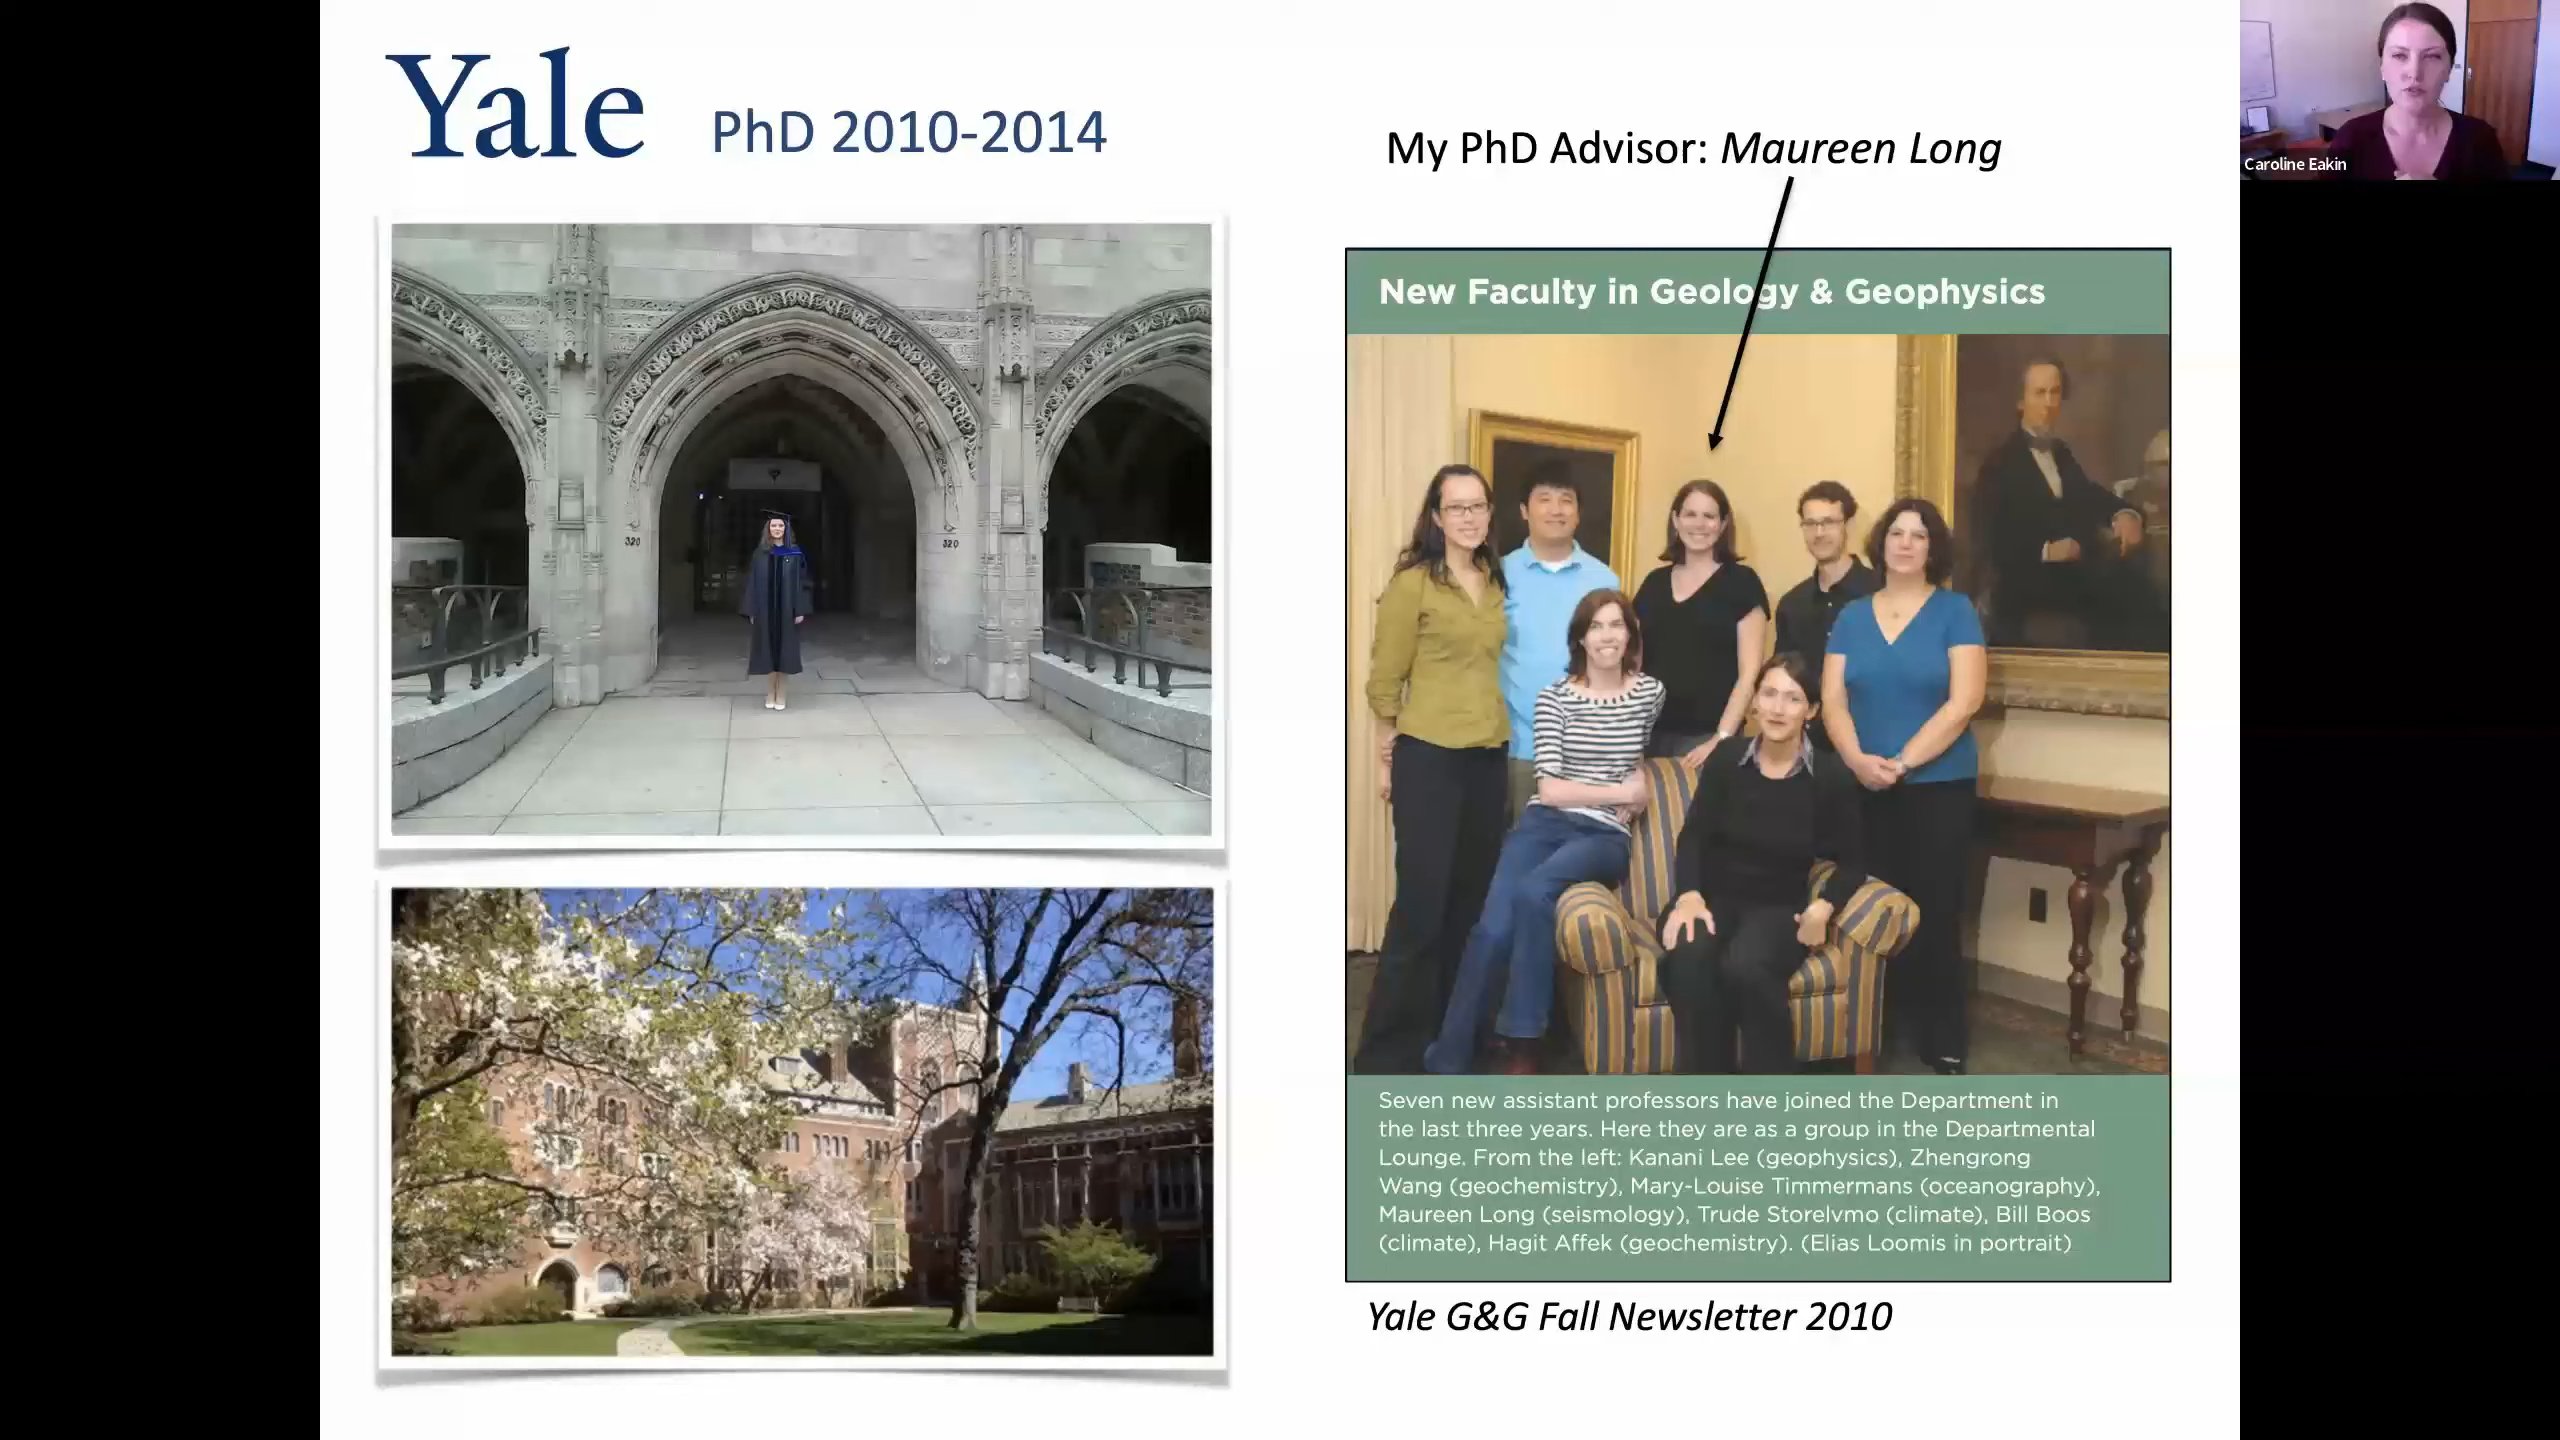 Yale PhD 2010-2014
My PhD Advisor: Maureen Long
Caroline Eakin
New Faculty in Geology & Geophysics
320
320
Seven new assistant professors have joined the Department in
the last three years. Here they are as a group in the Departmental
Lounge. From the left: Kanani Lee (geophysics), Zhengrong
Wang (geochemistry), Mary-Louise Timmermans (oceanography),
Maureen Long (seismology), Trude Storelvmo (climate), Bill Boos
(climate), Hagit Affek (geochemistry). (Elias Loomis in portrait)
Yale G&G Fall Newsletter 2010